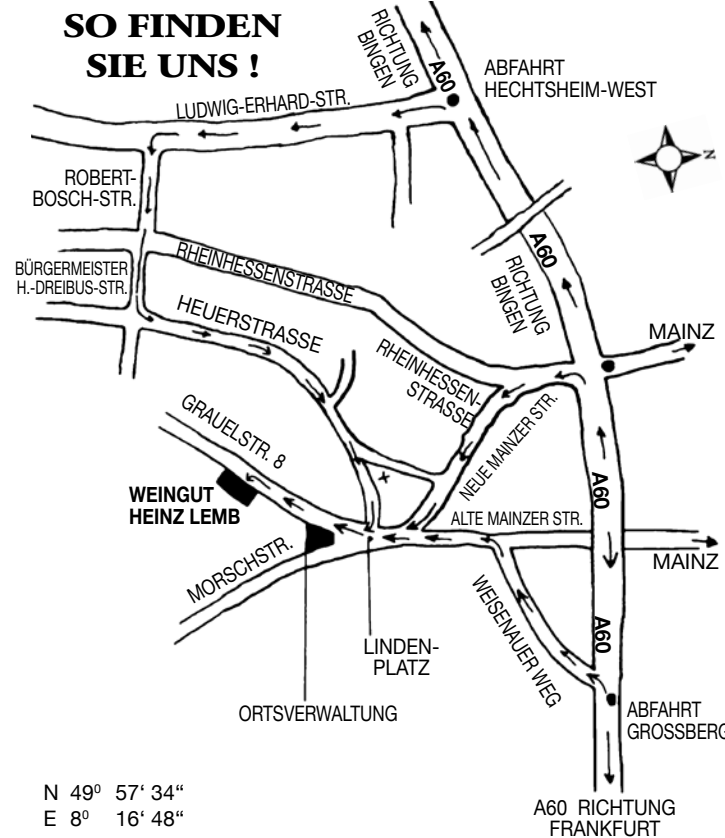 SO FINDEN
SIE UNS !
RICHTUNG
BINGEN
A60
ABFAHRT
HECHTSHEIM-WEST
LUDWIG-ERHARD-STR.
N
ROBERT-
BOSCH-STR.
A60
RICHTUNG
BINGEN
RHEINHESSENSTRASSE
BÜRGERMEISTER
H.-DREIBUS-STR.
HEUERSTRASSE
MAINZ
RHEINHESSEN-
STRASSE
GRAUELSTR. 8
NEUE MAINZER STR.
x
A60
WEINGUT
HEINZ LEMB
ALTE MAINZER STR.
MAINZ
MORSCHSTR.
WEISENAUER WEG
A60
LINDEN-
PLATZ
ORTSVERWALTUNG
ABFAHRT
GROSSBERG
N 49⁰ 57‘ 34“
E 8⁰ 16‘ 48“
A60 RICHTUNG
FRANKFURT